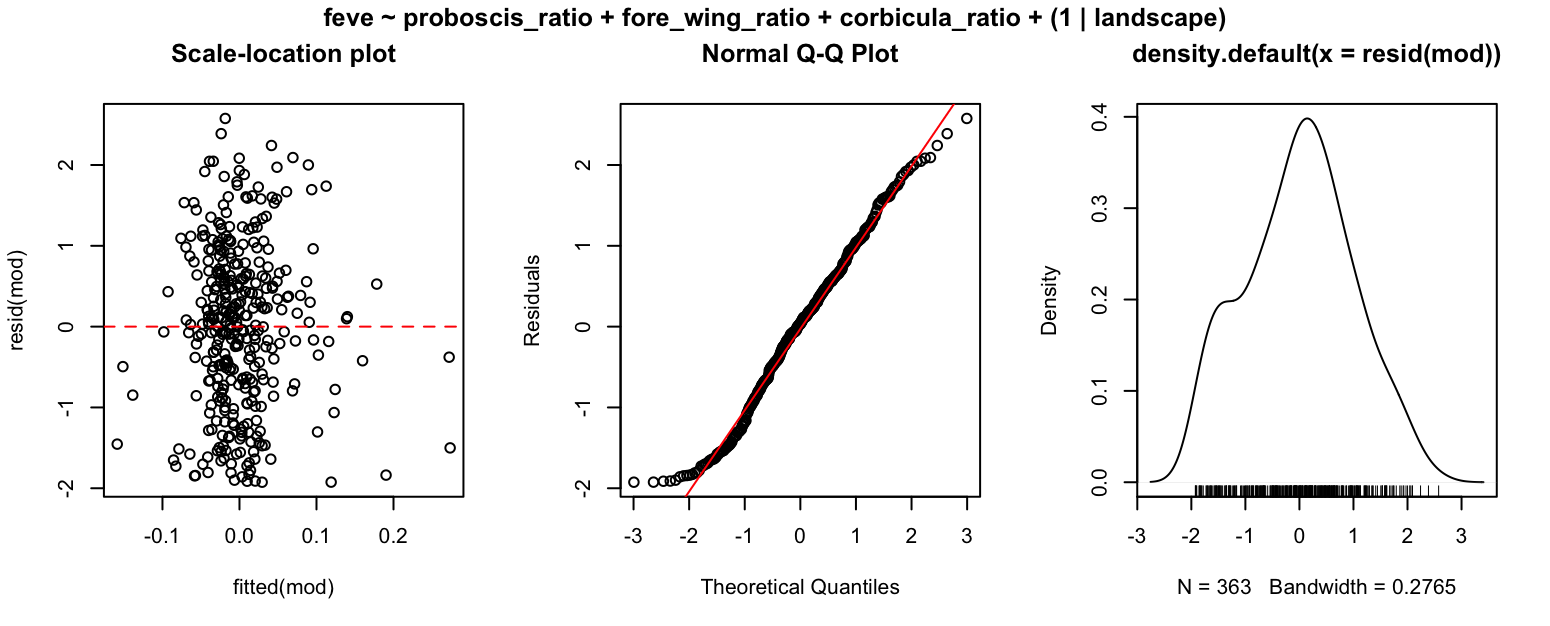 feve ~ proboscis_ratio + fore_wing_ratio + corbicula_ratio + (1 | landscape)
Scale-location plot
resid(mod)
2
1
0
-1
-2
-0.1 0.0 0.1 0.2
fitted(mod)
Normal Q-Q Plot
Residuals
2
1
0
-1
-2
-3 -2 -1 0 1 2 3
Theoretical Quantiles
density.default(x = resid(mod))
Density
0.4
0.3
0.2
0.1
0.0
-3 -2 -1 0 1 2 3
N = 363 Bandwidth = 0.2765